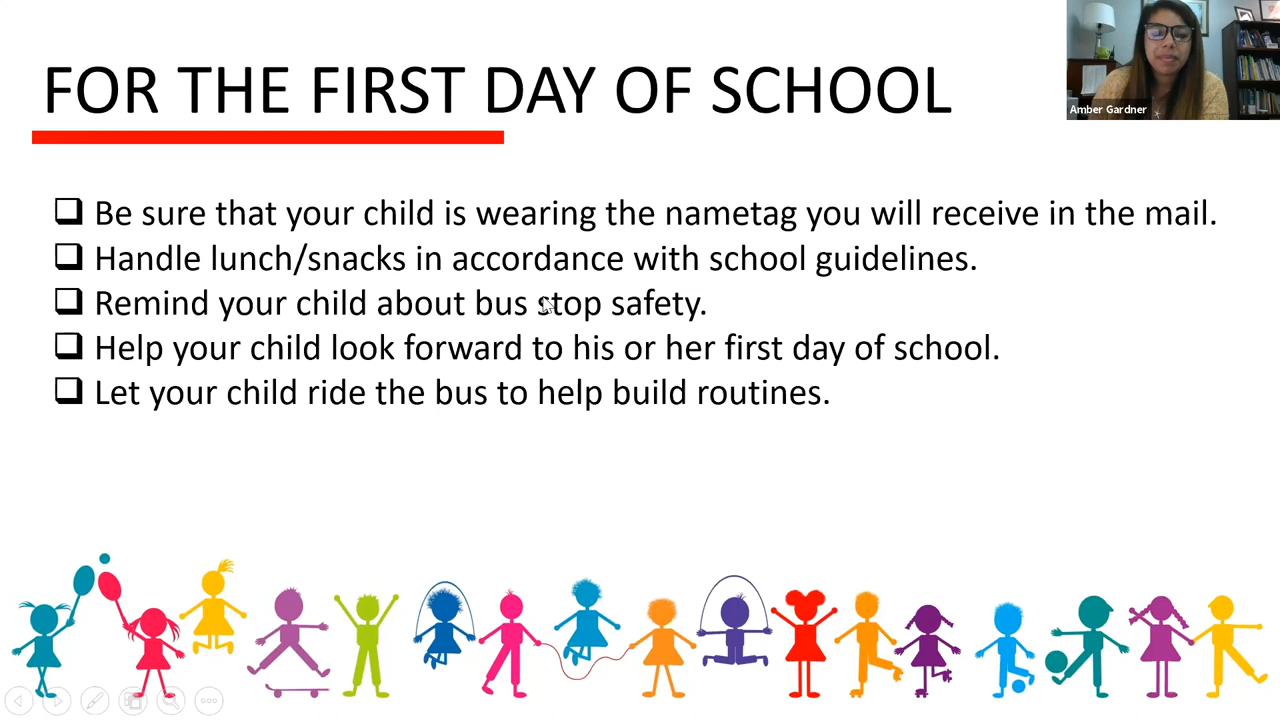 FOR THE FIRST DAY OF SCHOOL
Amber Gardner
❑ Be sure that your child is wearing the nametag you will receive in the mail.
❑ Handle lunch/snacks in accordance with school guidelines.
❑ Remind your child about bus stop safety.
❑ Help your child look forward to his or her first day of school.
❑ Let your child ride the bus to help build routines.